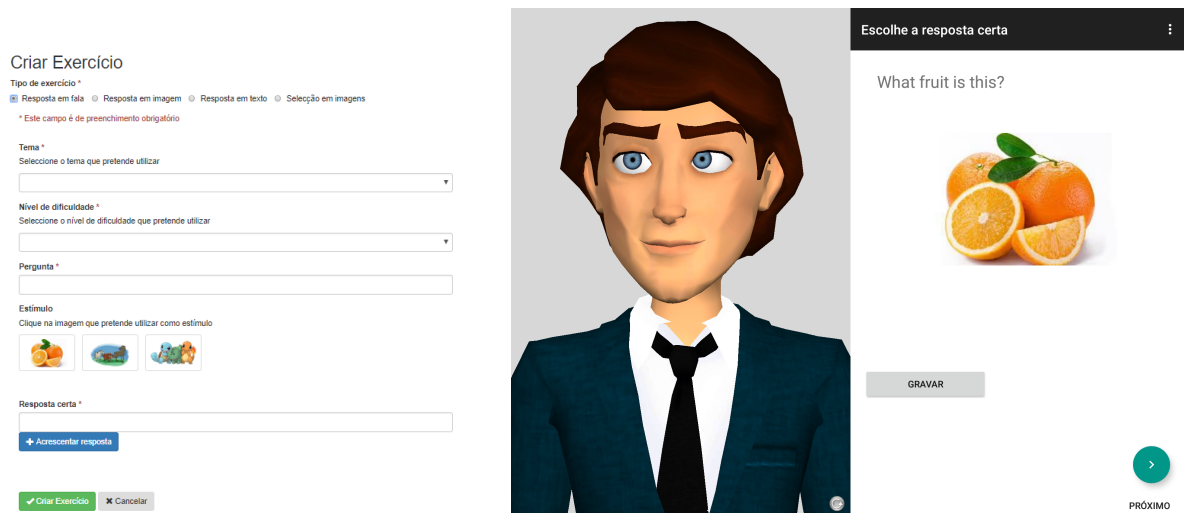 Criar Exercício
Tipo de exercício *
Resposta em fala Resposta em imagem Resposta em texto Selecção em imagens
* Este campo é de preenchimento obrigatório
Tema *
Seleccione o tema que pretende utilizar
Nível de dificuldade *
Seleccione o nível de dificuldade que pretende utilizar
Pergunta *
Estímulo
Clique na imagem que pretende utilizar como estímulo
Resposta certa *
Acrescentar resposta
Criar Exercício Cancelar
Escolhe a resposta certa
What fruit is this?
GRAVAR
PRÓXIMO